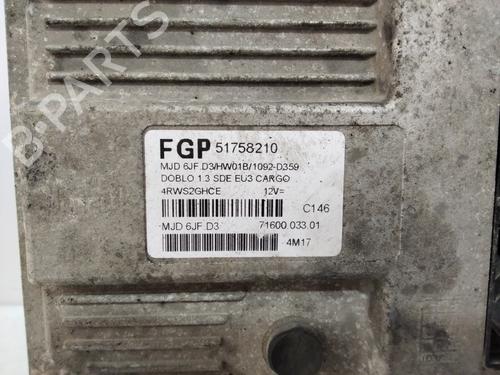 B-PARTS
FGP 51758210
MJD 6JF D3/HW01B/1092-D359
DOBLO 1.3 SDE EU3 CARGO
4RWS2GHCE 12V=
C146
MJD 6JF D3 71600.033.01
4M17